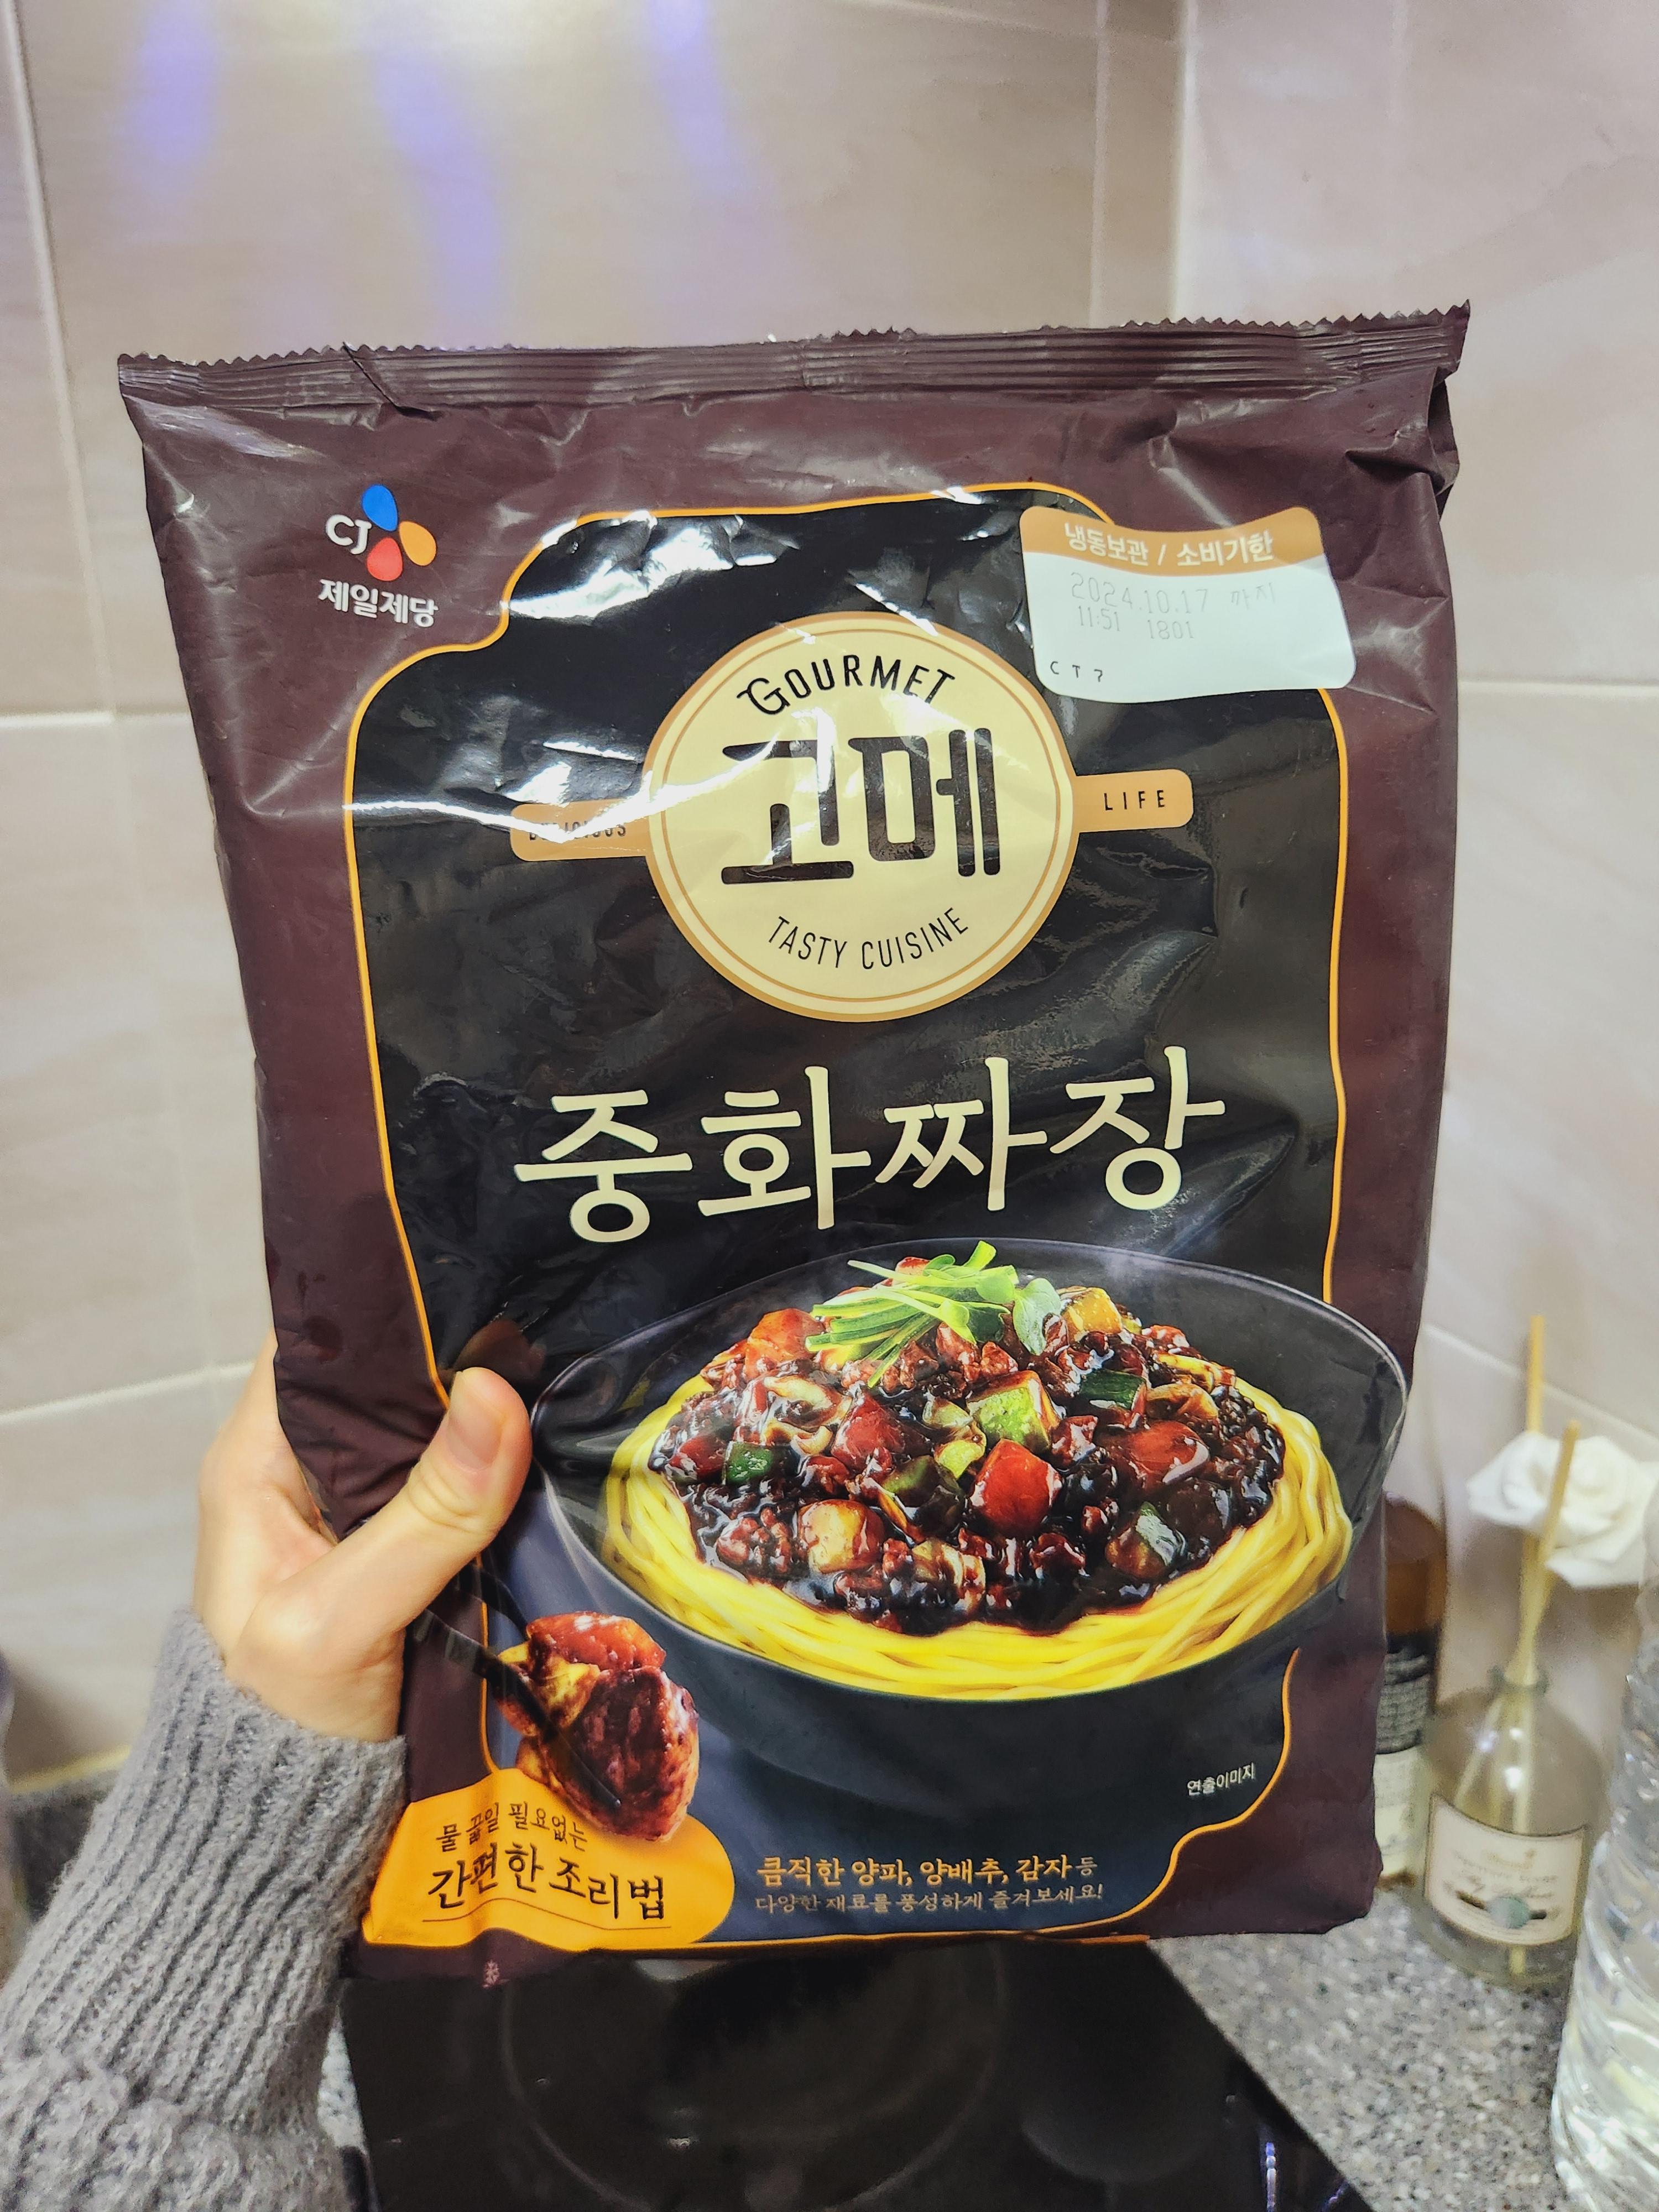 CJ
제일제당
냉동보관 / 소비기한
2024.10.17 까지
11:51 1801
C T 7
GOURMET
DELICIOUS
고메
LIFE
TASTY CUISINE
중화짜장
연출이미지
물 끓일 필요없는
간편한 조리법
큼직한 양파, 양배추, 감자 등
다양한 재료를 풍성하게 즐겨보세요!